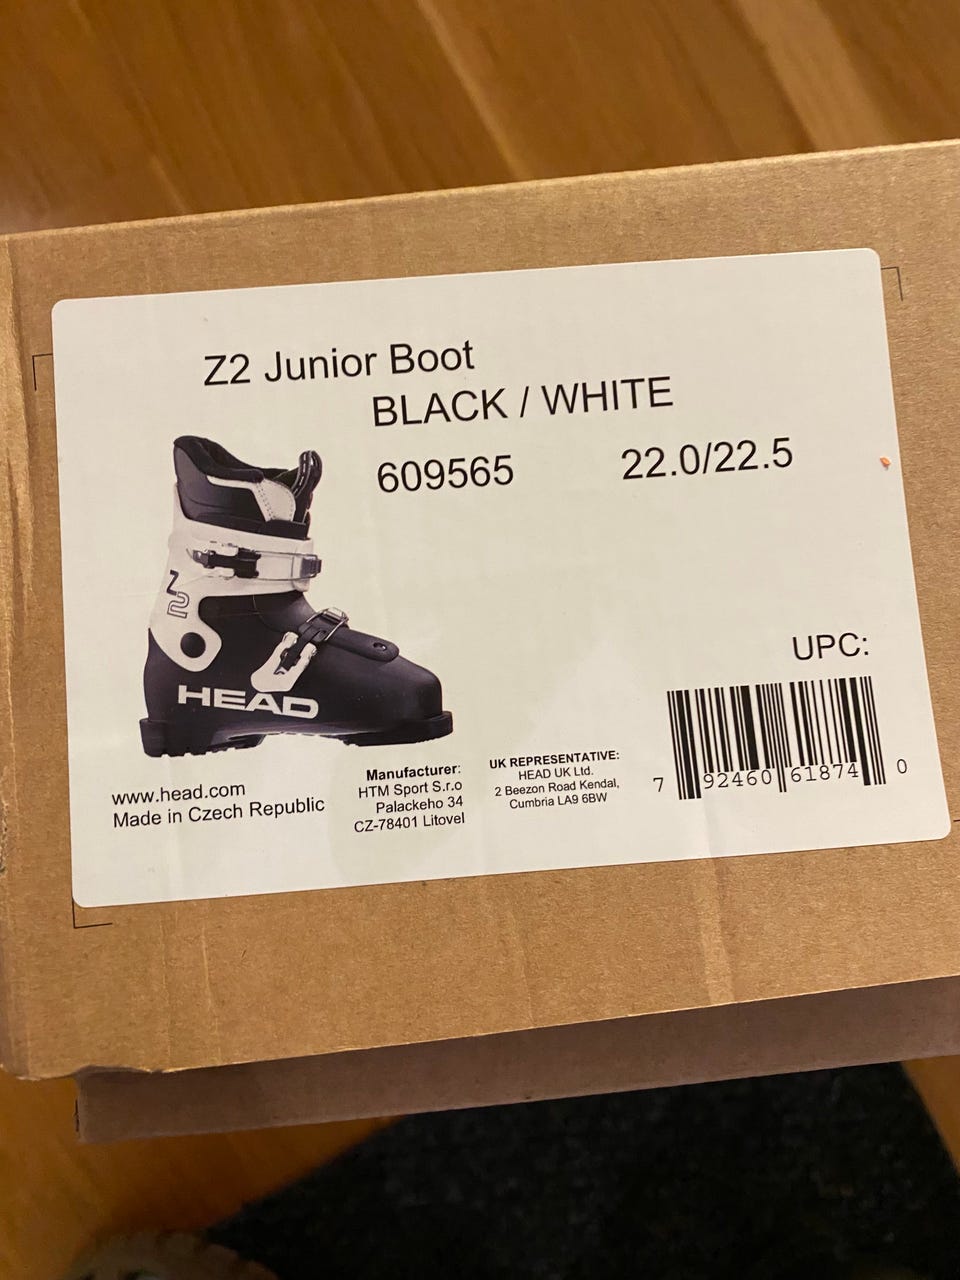 Z2 Junior Boot
BLACK / WHITE
609565 22.0/22.5
Z2
HEAD
UPC:
7 92460 61874 0
www.head.com
Made in Czech Republic
Manufacturer:
HTM Sport S.r.o
Palackeho 34
CZ-78401 Litovel
UK REPRESENTATIVE:
HEAD UK Ltd.
2 Beezon Road Kendal,
Cumbria LA9 6BW